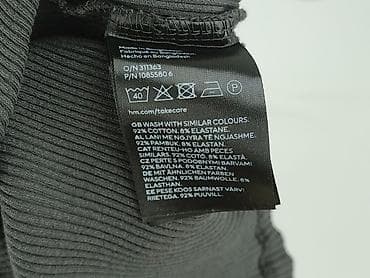 Made in Bangladesh
Fabriqué au Bangladesh
Hecho en Bangladesh
O/N 311363
P/N 1085580 6
40
P
hm.com/takecare
GB WASH WITH SIMILAR COLOURS.
92% COTTON. 8% ELASTANE.
AL LANI ME NGJYRA TË NGJASHME.
92% PAMBUK. 8% ELASTAN.
CAT RENTEU-HO AMB PECES
SIMILARS. 92% COTÓ. 8% ELASTÀ.
CZ PERTE S PODOBNÝMI BARVAMI
92% BAVLNA. 8% ELASTAN.
DE MIT ÄHNLICHEN FARBEN
WASCHEN. 92% BAUMWOLLE. 8%
ELASTHAN.
EE PESE KOOS SARNAST VÄRVI
RIIETEGA. 92% PUUVILL.